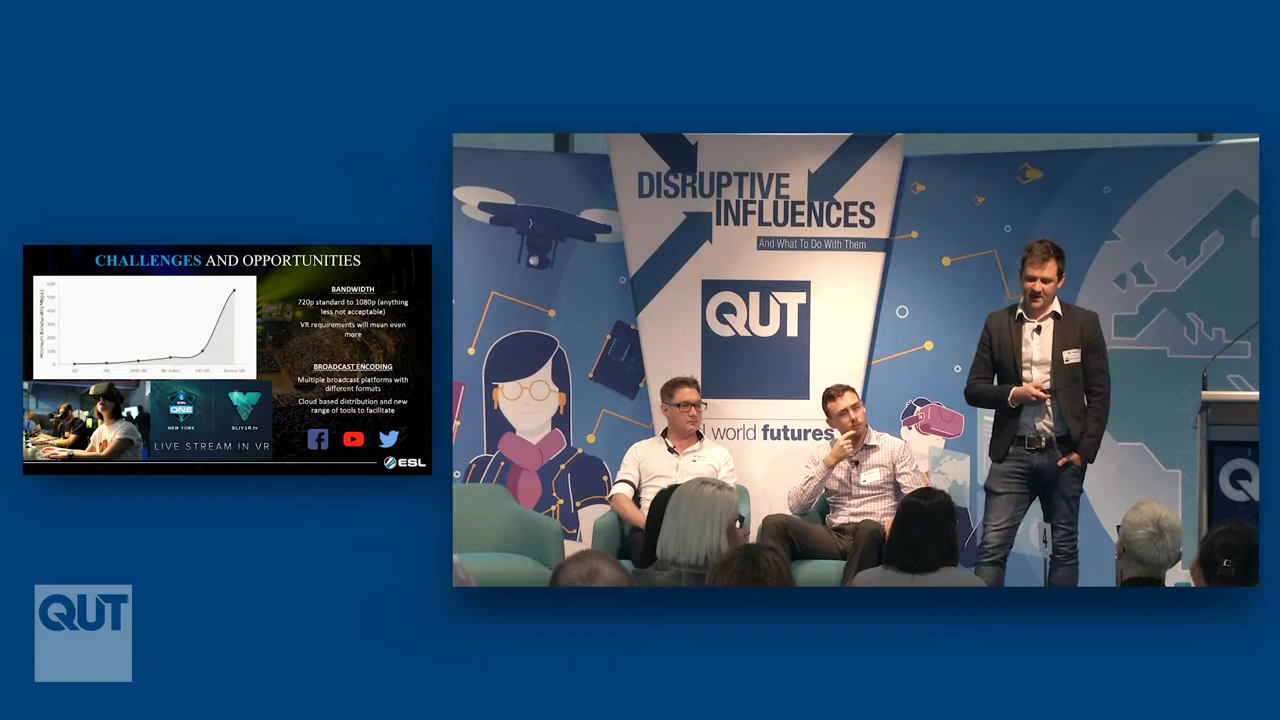 CHALLENGES AND OPPORTUNITIES
BANDWIDTH
720p standard to 1080p (anything
less not acceptable)
VR requirements will mean even
more
BROADCAST ENCODING
Multiple broadcast platforms with
different formats
Cloud based distribution and new
range of tools to facilitate
ESL
ONE
NEW YORK
SLIV3R.tv
LIVE STREAM IN VR
ESL
DISRUPTIVE
INFLUENCES
And What To Do With Them
QUT
world futures
4
QUT